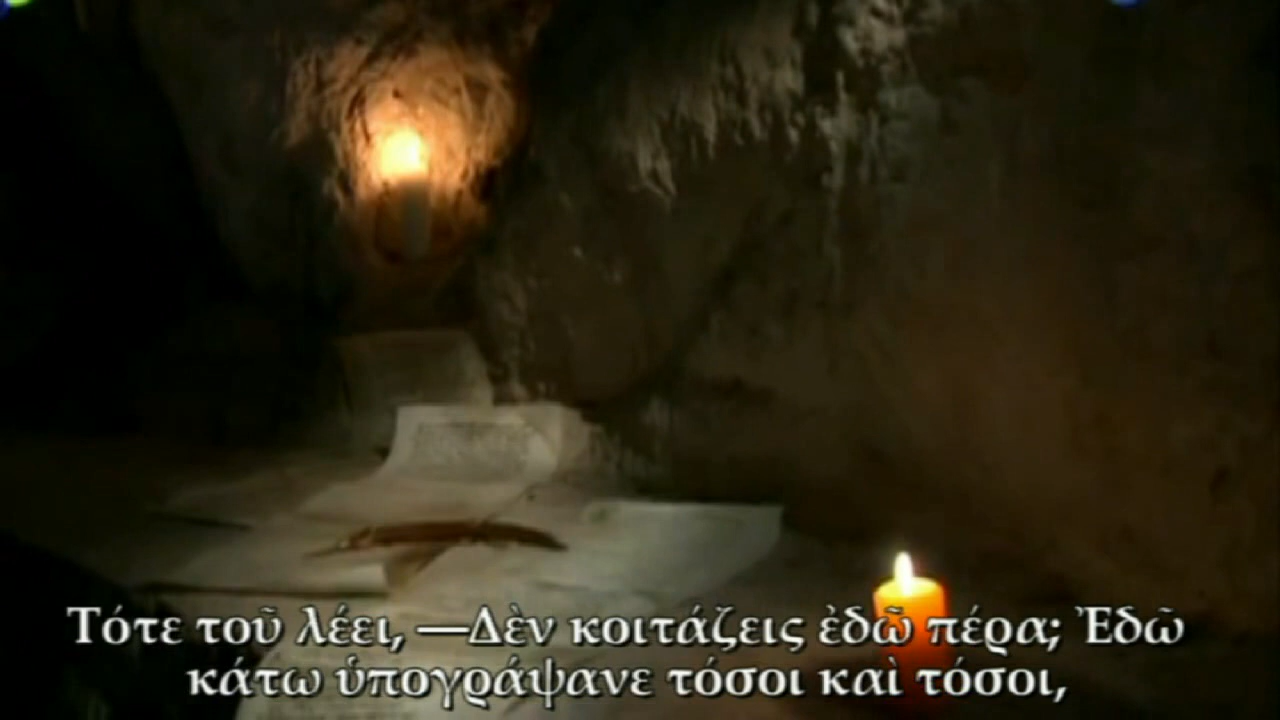 Τότε τοῦ λέει, —Δὲν κοιτάζεις ἐδῶ πέρα; Ἐδῶ
κάτω ὑπογράψανε τόσοι καὶ τόσοι,